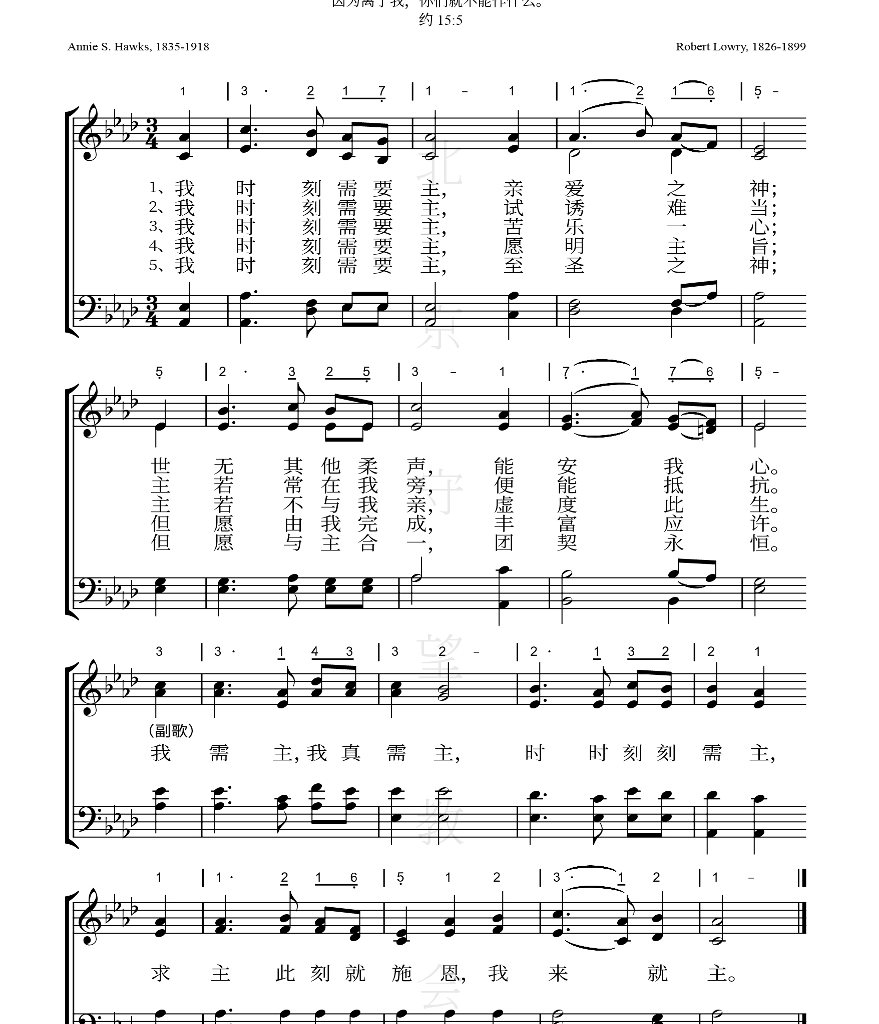 因为离了我，你们就不能作什么。
约 15:5
Annie S. Hawks, 1835-1918 Robert Lowry, 1826-1899
1 | 3 · 2 1 7 | 1 – 1 | 1 · 2 1 6 | 5 –
3 4
1、我 时 刻 需 要 主， 亲 爱 之 神；
2、我 时 刻 需 要 主， 试 诱 难 当；
3、我 时 刻 需 要 主， 苦 乐 一 心；
4、我 时 刻 需 要 主， 愿 明 主 旨；
5、我 时 刻 需 要 主， 至 圣 之 神；
3 4
5 | 2 · 3 2 5 | 3 – 1 | 7 · 1 7 6 | 5 –
世 无 其 他 柔 声， 能 安 我 心。
主 若 常 在 我 旁， 便 能 抵 抗。
主 若 不 与 我 亲， 虚 度 此 生。
但 愿 由 我 完 成， 丰 富 应 许。
但 愿 与 主 合 一， 团 契 永 恒。
3 | 3 · 1 4 3 | 3 2 – | 2 · 1 3 2 | 2 1
（副歌）
我 需 主，我 真 需 主， 时 时 刻 刻 需 主，
1 | 1 · 2 1 6 | 5 1 2 | 3 · 1 2 | 1 –
求 主 此 刻 就 施 恩，我 来 就 主。
北京守望教会